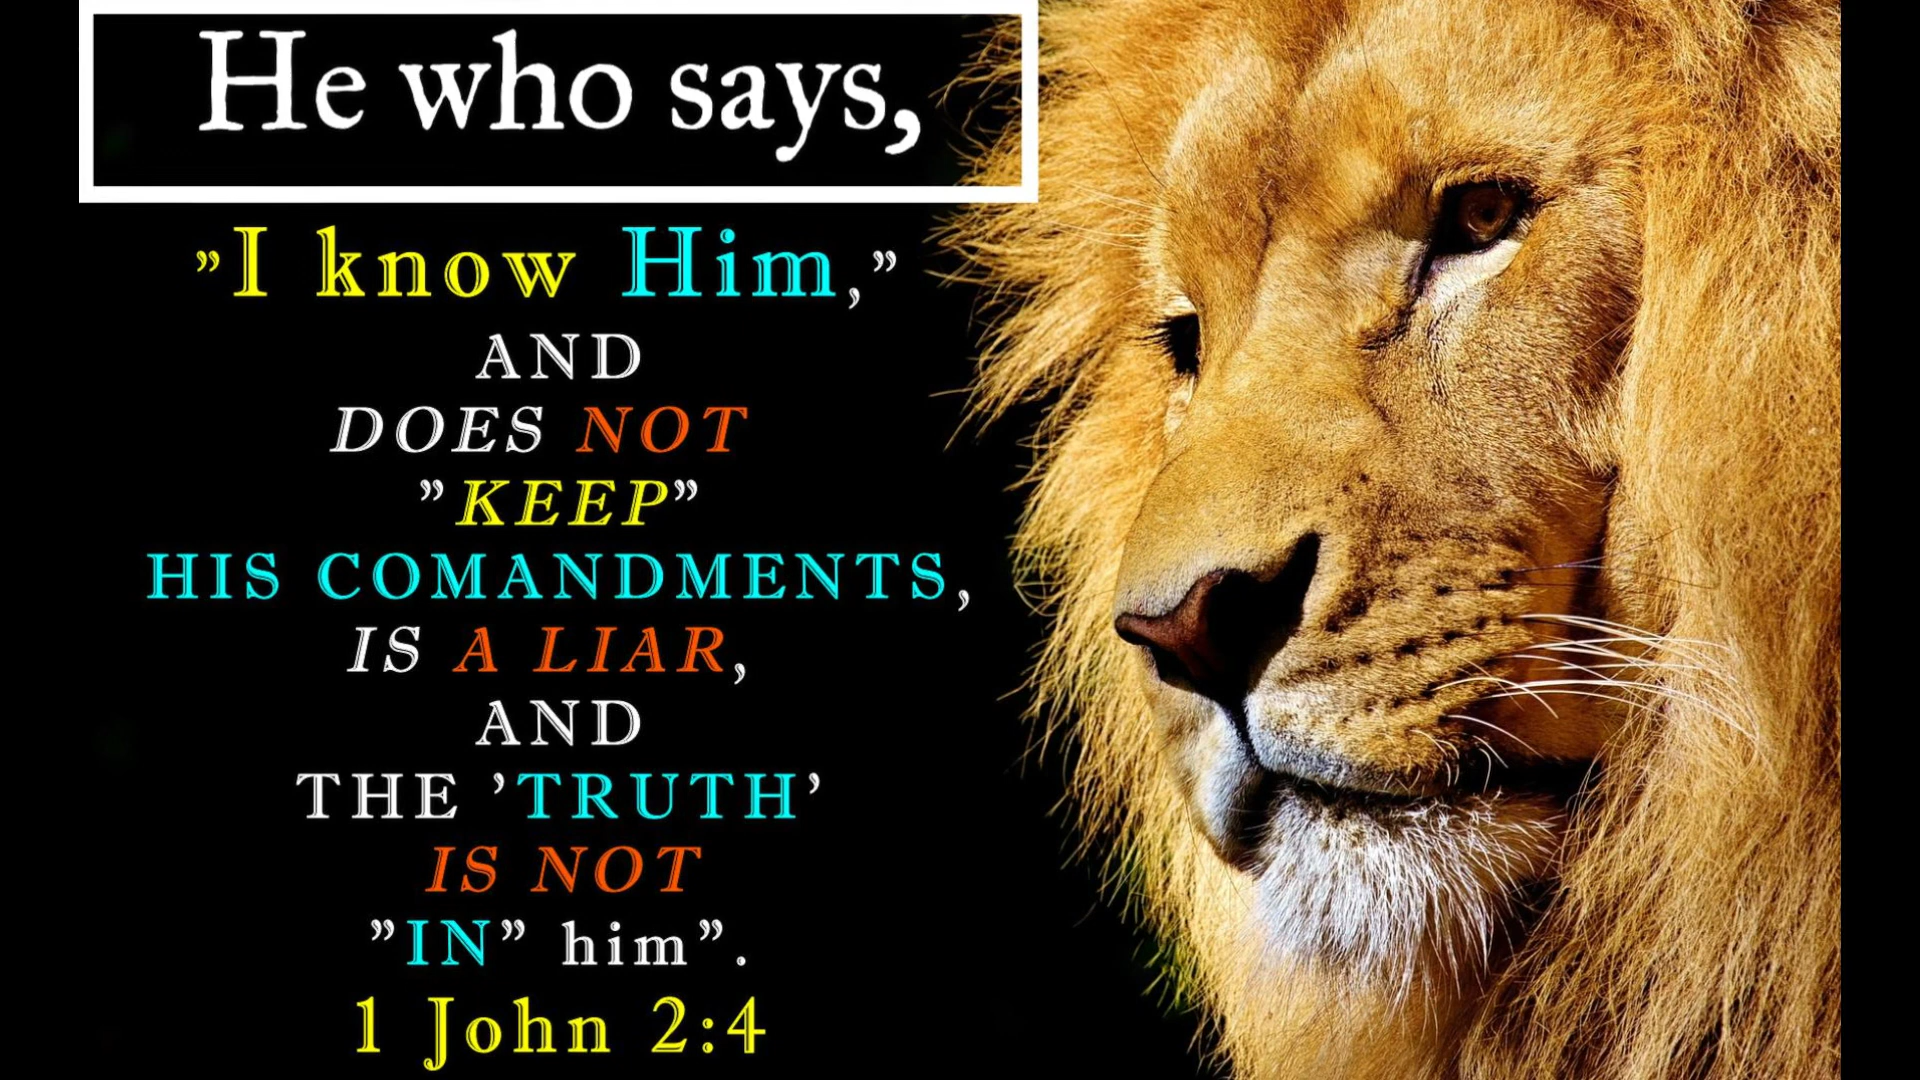 He who says,
”I know Him,”
AND
DOES NOT
”KEEP”
HIS COMANDMENTS,
IS A LIAR,
AND
THE ’TRUTH’
IS NOT
”IN” him”.
1 John 2:4